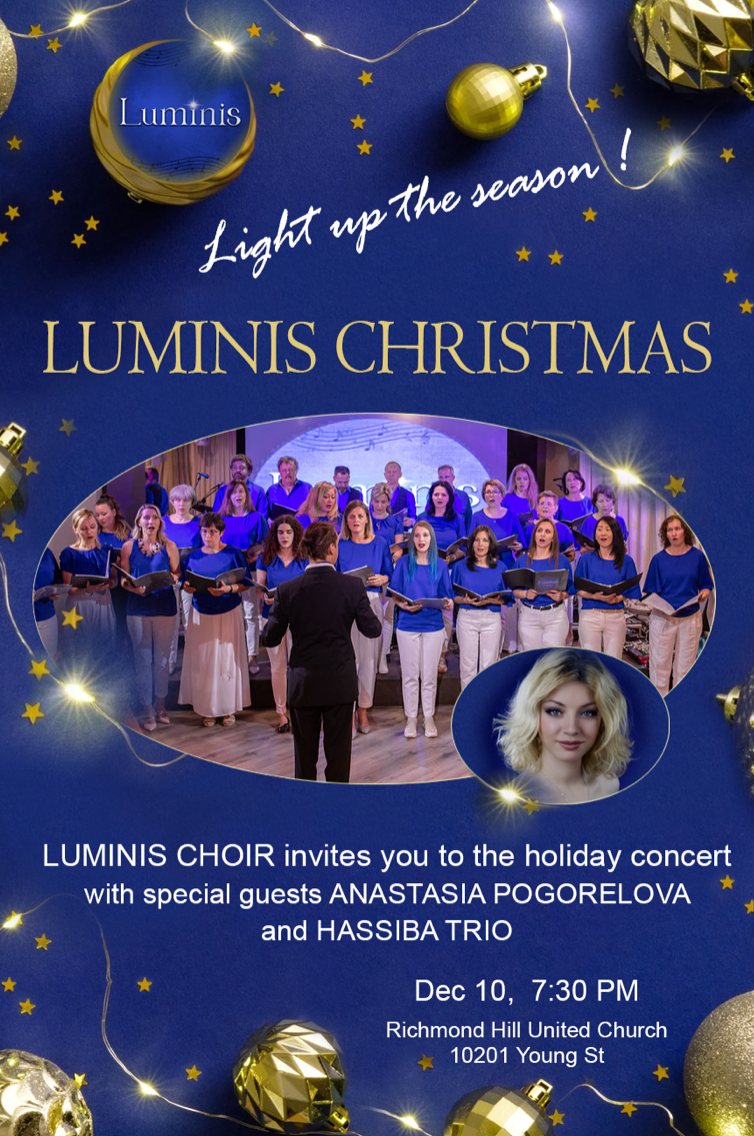 Luminis
Light up the season !
LUMINIS CHRISTMAS
Luminis
LUMINIS CHOIR invites you to the holiday concert
with special guests ANASTASIA POGORELOVA
and HASSIBA TRIO
Dec 10, 7:30 PM
Richmond Hill United Church
10201 Young St